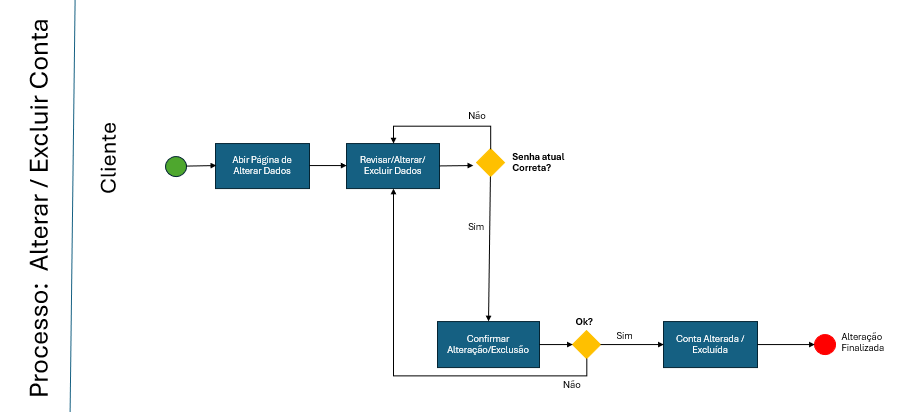 Processo: Alterar / Excluir Conta
Cliente
Não
Abir Página de
Alterar Dados
Revisar/Alterar/
Excluir Dados
Senha atual
Correta?
Sim
Ok?
Confirmar
Alteração/Exclusão
Sim
Conta Alterada /
Excluída
Alteração
Finalizada
Não